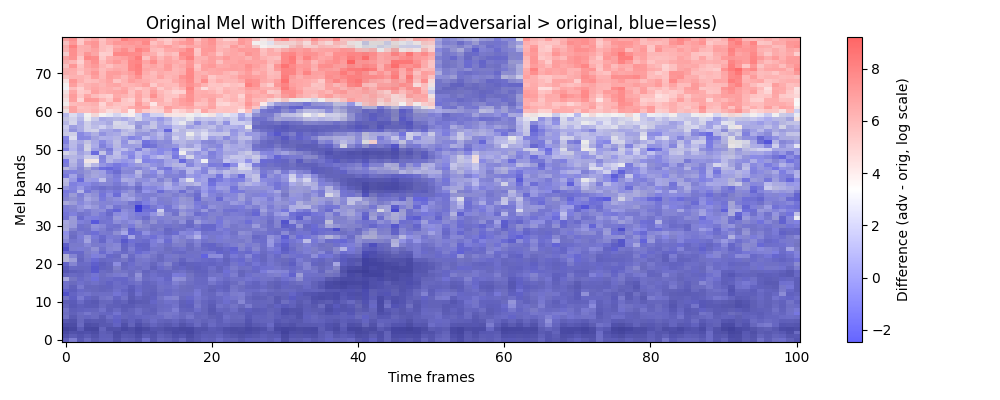 Original Mel with Differences (red=adversarial > original, blue=less)
Mel bands
70
60
50
40
30
20
10
0
0 20 40 60 80 100
Time frames
8
6
4
2
0
−2
Difference (adv - orig, log scale)